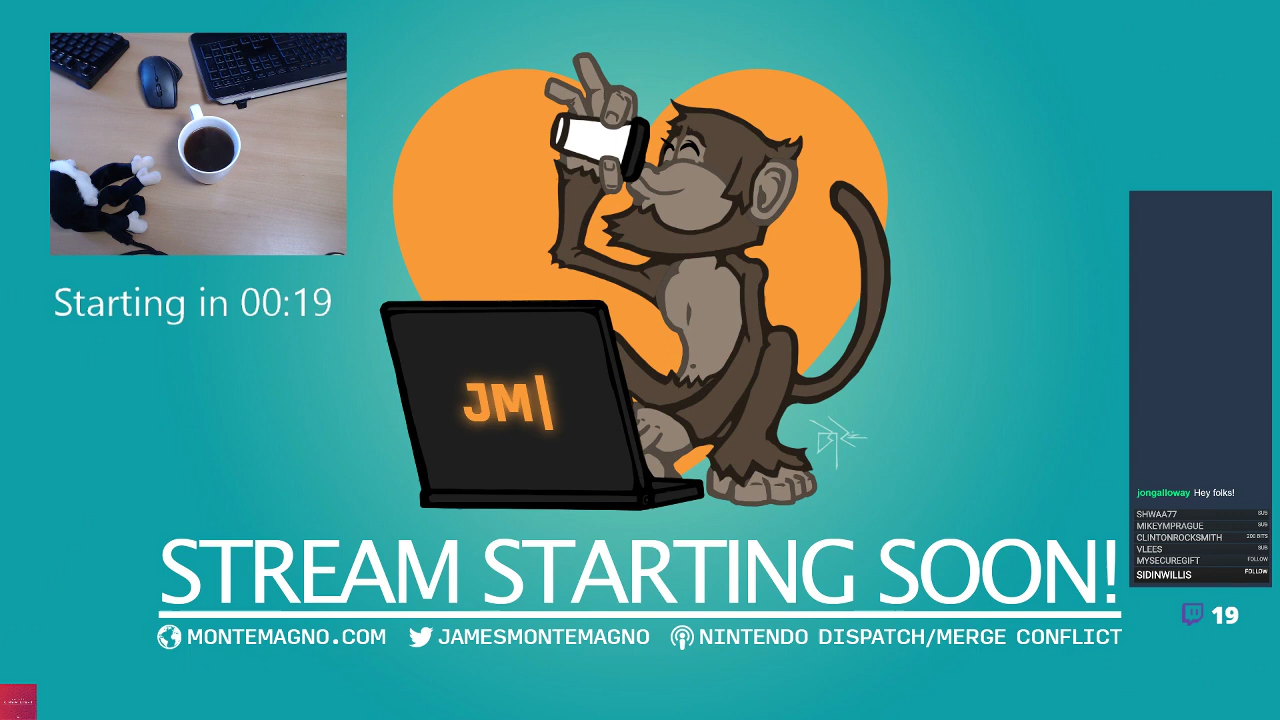 Starting in 00:19
JM|
jongalloway Hey folks!
SHWAA77 SUB
MIKEYMPRAGUE SUB
CLINTONROCKSMITH 200 BITS
VLEES SUB
MYSECUREGIFT FOLLOW
SIDINWILLIS FOLLOW
19
STREAM STARTING SOON!
MONTEMAGNO.COM JAMESMONTEMAGNO NINTENDO DISPATCH/MERGE CONFLICT